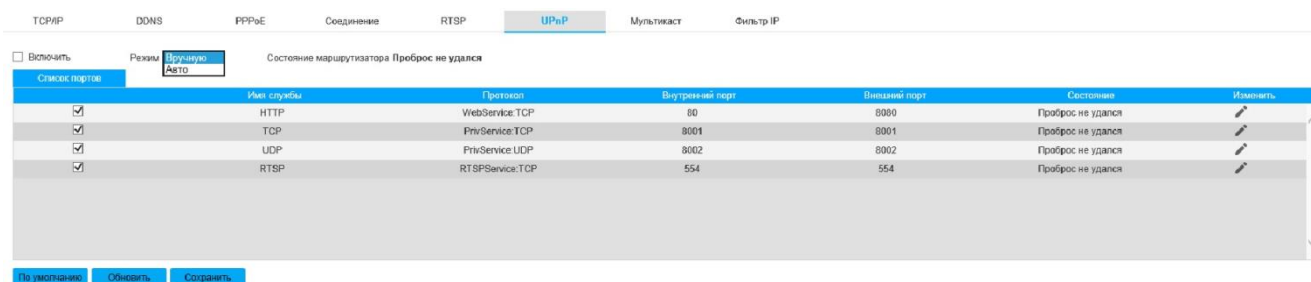 TCP/IP DDNS PPPoE Соединение RTSP UPnP Мультикаст Фильтр IP
Включить Режим Вручную Состояние маршрутизатора Проброс не удался
Авто
Список портов
Имя службы Протокол Внутренний порт Внешний порт Состояние Изменить
HTTP WebService:TCP 80 8080 Проброс не удался
TCP PrivService:TCP 8001 8001 Проброс не удался
UDP PrivService:UDP 8002 8002 Проброс не удался
RTSP RTSPService:TCP 554 554 Проброс не удался
По умолчанию Обновить Сохранить